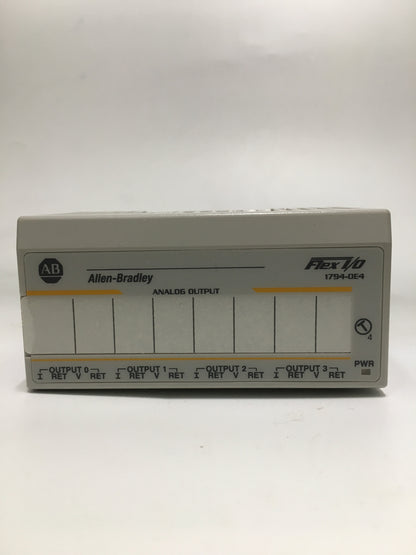 AB
Allen-Bradley
Flex I/O
1794-OE4
ANALOG OUTPUT
4
PWR
OUTPUT 0 OUTPUT 1 OUTPUT 2 OUTPUT 3
I RET V RET I RET V RET I RET V RET I RET V RET